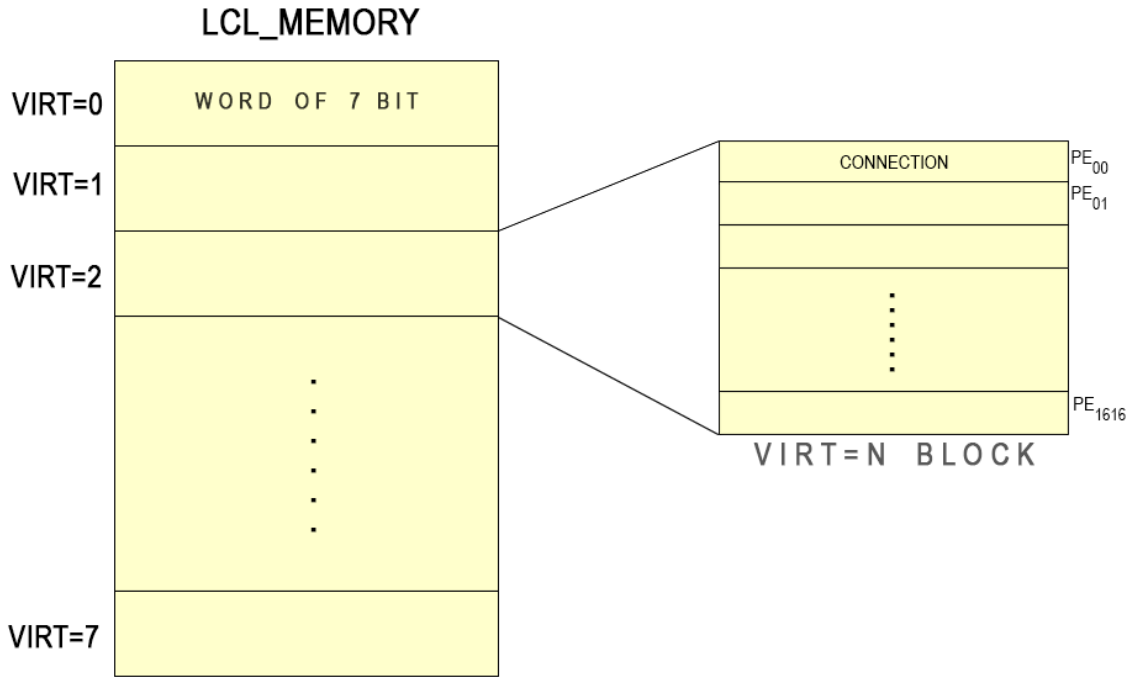 LCL_MEMORY
VIRT=0
WORD OF 7 BIT
VIRT=1
VIRT=2
VIRT=7
CONNECTION
PE00
PE01
PE1616
VIRT=N BLOCK